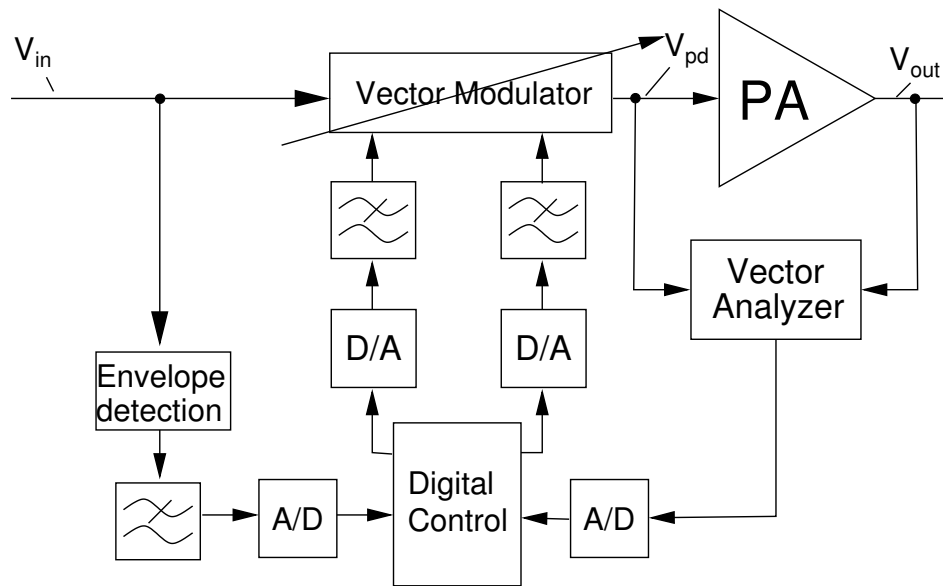 V_in
Vector Modulator
V_pd
PA
V_out
Vector
Analyzer
D/A
D/A
Envelope
detection
Digital
Control
A/D
A/D